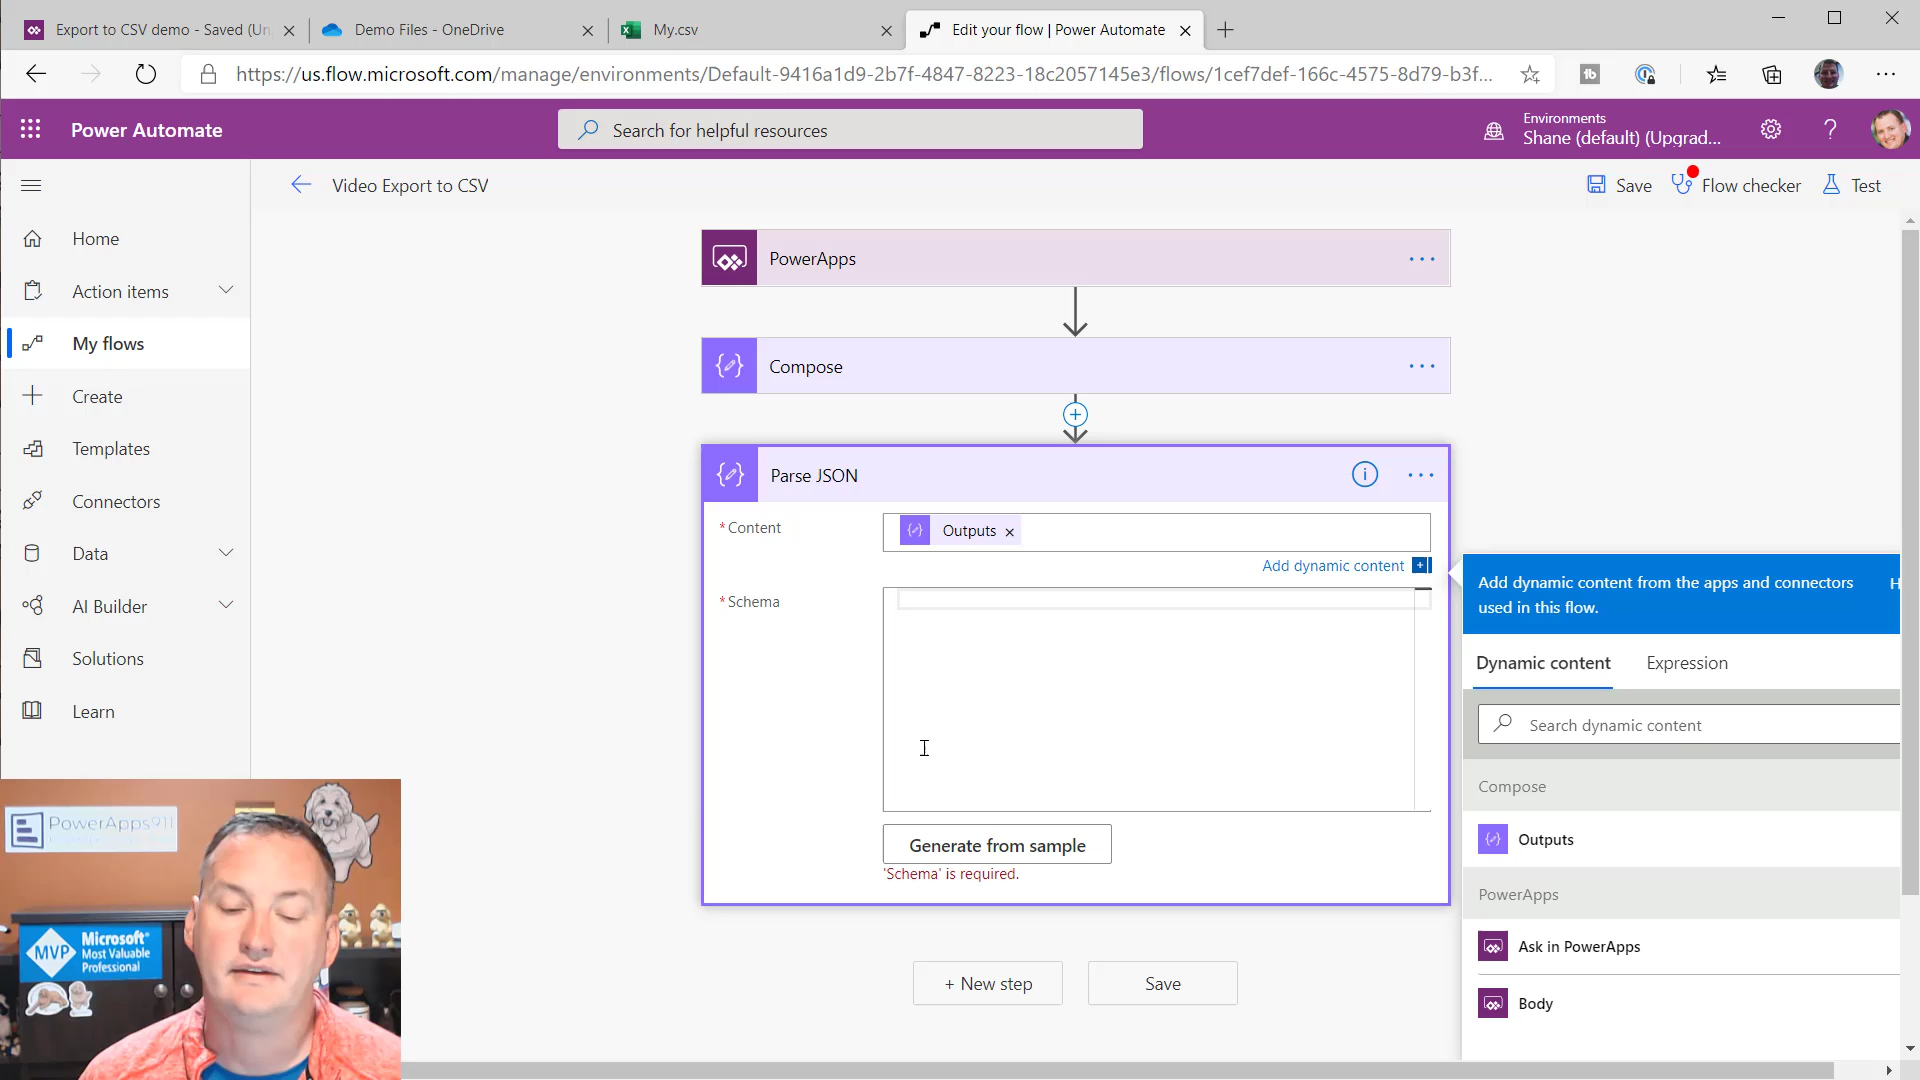 Export to CSV demo - Saved (Un
Demo Files - OneDrive
My.csv
Edit your flow | Power Automate
https://us.flow.microsoft.com/manage/environments/Default-9416a1d9-2b7f-4847-8223-18c2057145e3/flows/1cef7def-166c-4575-8d79-b3f...
Power Automate
Search for helpful resources
Environments
Shane (default) (Upgrad...
Video Export to CSV
Save
Flow checker
Test
Home
Action items
My flows
Create
Templates
Connectors
Data
AI Builder
Solutions
Learn
PowerApps
Compose
Parse JSON
* Content
Outputs
Add dynamic content
* Schema
Generate from sample
'Schema' is required.
+ New step
Save
Add dynamic content from the apps and connectors
used in this flow.
H
Dynamic content
Expression
Search dynamic content
Compose
Outputs
PowerApps
Ask in PowerApps
Body
PowerApps911
MVP
Microsoft®
Most Valuable
Professional